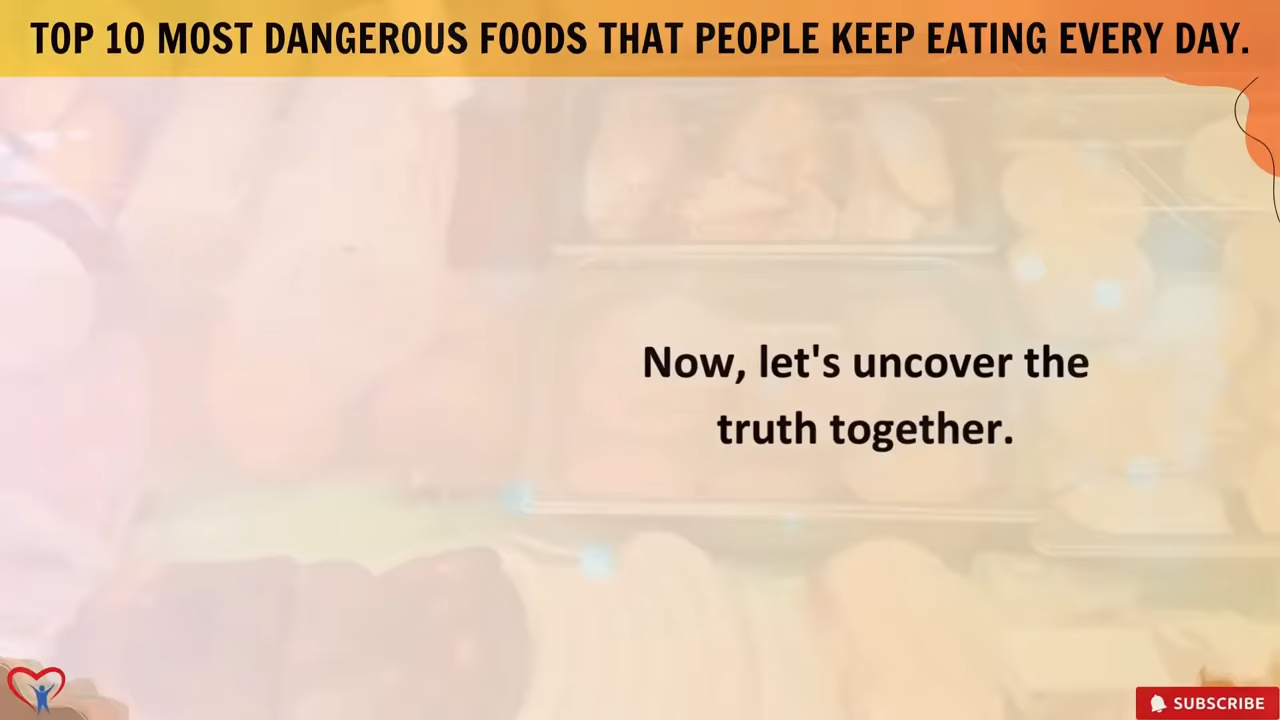 TOP 10 MOST DANGEROUS FOODS THAT PEOPLE KEEP EATING EVERY DAY.
Now, let's uncover the
truth together.
SUBSCRIBE